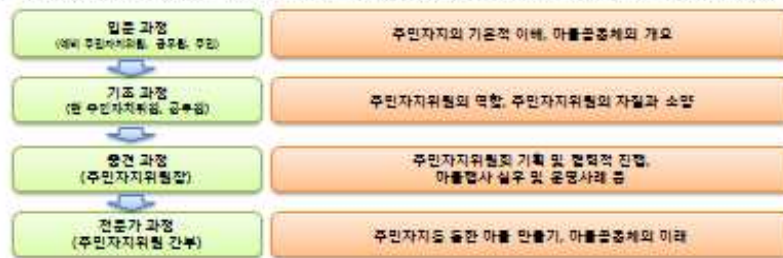 입문 과정
(예비 주민자치위원, 공무원, 주민)
주민자치의 기본적 이해, 마을공동체의 개요
기초 과정
(현 주민자치위원, 공무원)
주민자치위원의 역할, 주민자치위원의 자질과 소양
중견 과정
(주민자치위원장)
주민자치위원회 기획 및 협력적 진행,
마을행사 실무 및 운영사례 등
전문가 과정
(주민자치위원 간부)
주민자치를 통한 마을 만들기, 마을공동체의 미래